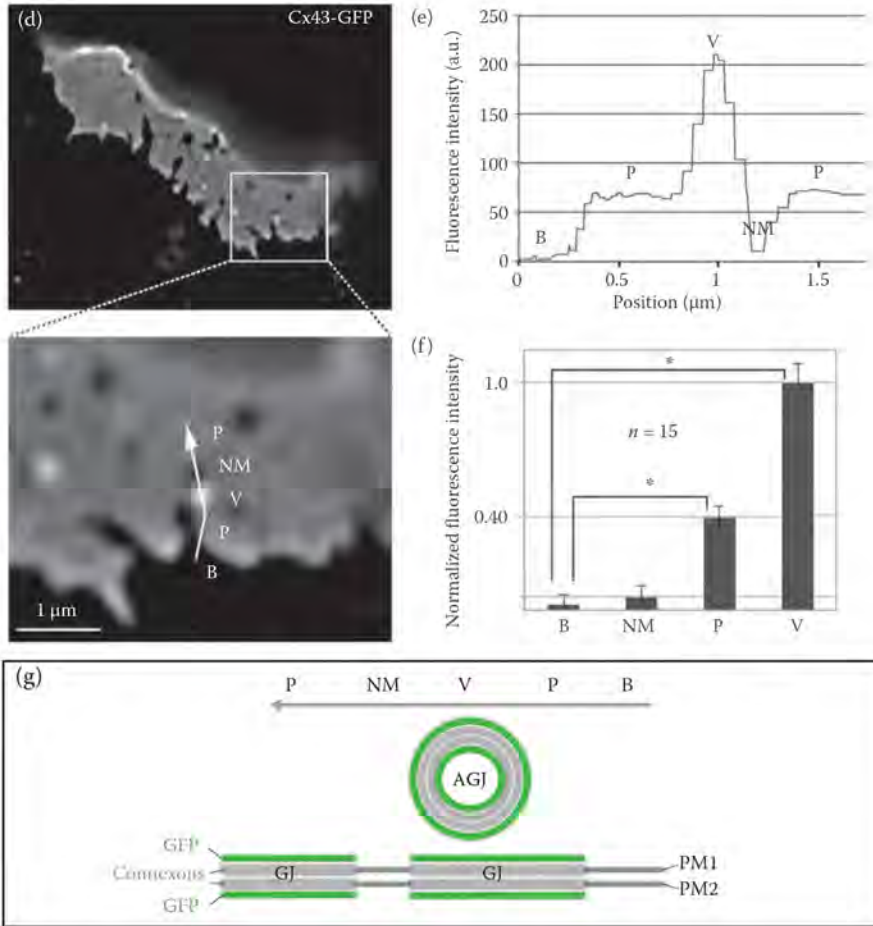 (d)
Cx43-GFP
P
NM
V
P
B
1 μm
(e)
Fluorescence intensity (a.u.)
250
200
150
100
50
0
V
P
P
B
NM
0.5
1
1.5
Position (μm)
(f)
Normalized fluorescence intensity
1.0
0.40
*
n = 15
*
B NM P V
(g)
P NM V P B
AGJ
GFP
Connexons
GFP
GJ GJ
PM1
PM2